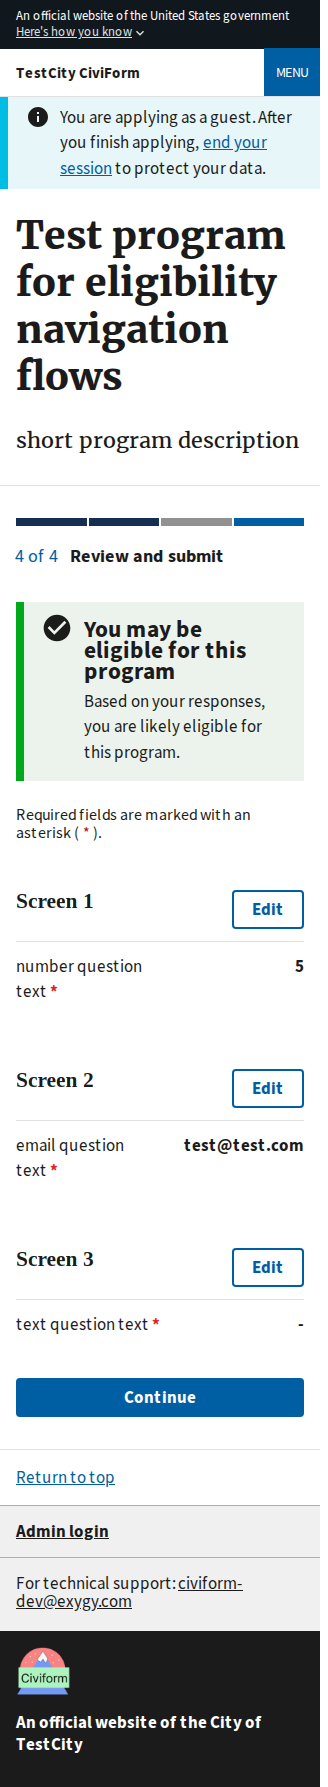 An official website of the United States government
Here's how you know
TestCity CiviForm
MENU
You are applying as a guest. After
you finish applying, end your
session to protect your data.
Test program
for eligibility
navigation
flows
short program description
4 of 4 Review and submit
You may be
eligible for this
program
Based on your responses,
you are likely eligible for
this program.
Required fields are marked with an
asterisk ( * ).
Screen 1
Edit
number question
text *
5
Screen 2
Edit
email question
text *
test@test.com
Screen 3
Edit
text question text *
-
Continue
Return to top
Admin login
For technical support: civiform-
dev@exygy.com
Civiform
An official website of the City of
TestCity